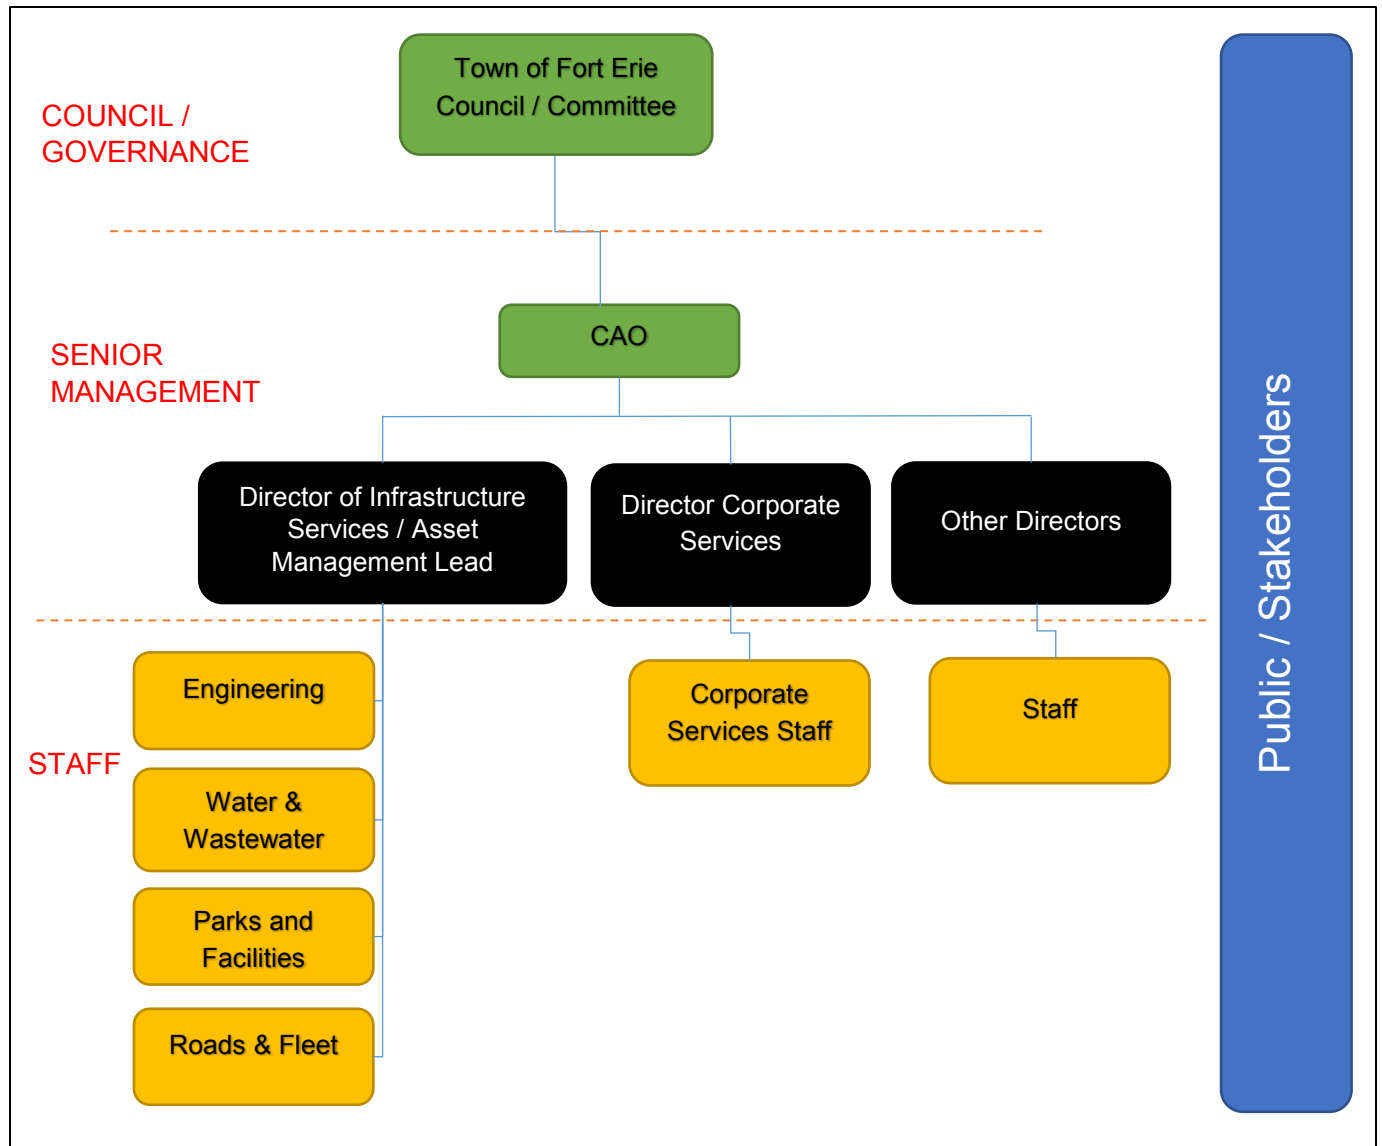 Town of Fort Erie
Council / Committee
COUNCIL /
GOVERNANCE
CAO
SENIOR
MANAGEMENT
Director of Infrastructure
Services / Asset
Management Lead
Director Corporate
Services
Other Directors
Engineering
Corporate
Services Staff
Staff
STAFF
Water &
Wastewater
Parks and
Facilities
Roads & Fleet
Public / Stakeholders